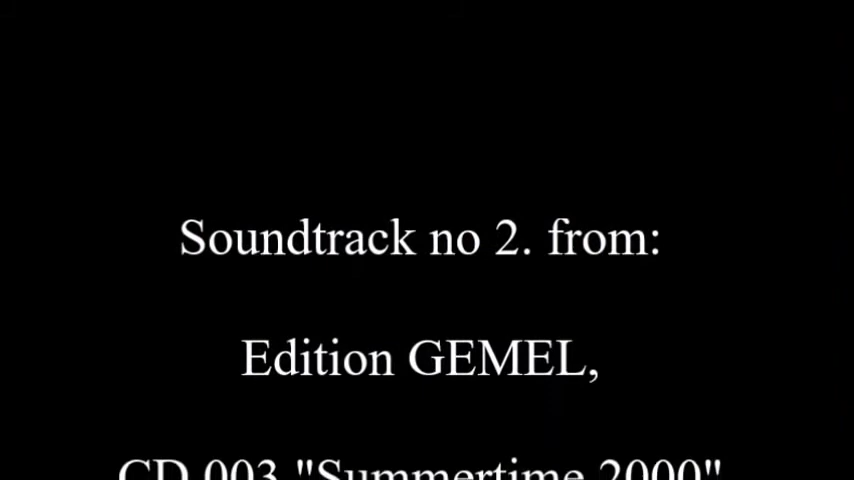 Soundtrack no 2. from:
Edition GEMEL,
CD 003 "Summertime 2000"